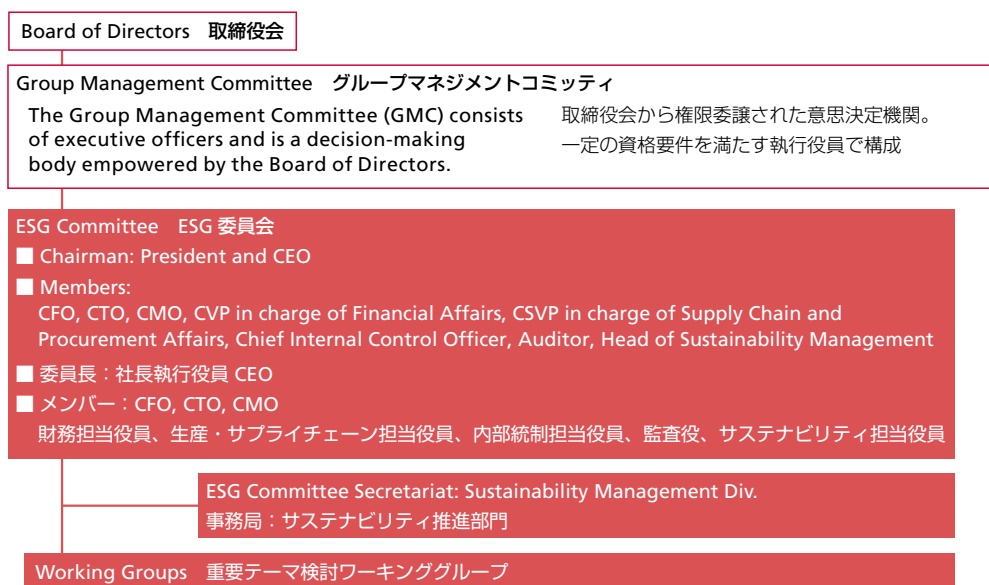 Board of Directors　取締役会
Group Management Committee　グループマネジメントコミッティ
The Group Management Committee (GMC) consists
of executive officers and is a decision-making
body empowered by the Board of Directors.
取締役会から権限委譲された意思決定機関。
一定の資格要件を満たす執行役員で構成
ESG Committee　ESG 委員会
■ Chairman: President and CEO
■ Members:
CFO, CTO, CMO, CVP in charge of Financial Affairs, CSVP in charge of Supply Chain and
Procurement Affairs, Chief Internal Control Officer, Auditor, Head of Sustainability Management
■ 委員長：社長執行役員 CEO
■ メンバー：CFO, CTO, CMO
財務担当役員、生産・サプライチェーン担当役員、内部統制担当役員、監査役、サステナビリティ担当役員
ESG Committee Secretariat: Sustainability Management Div.
事務局：サステナビリティ推進部門
Working Groups　重要テーマ検討ワーキンググループ